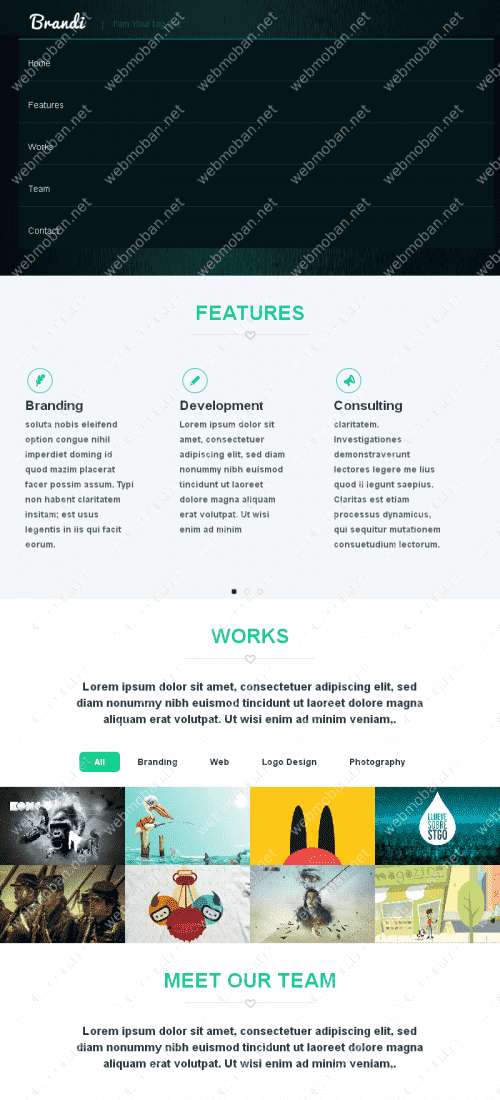 Brandi | I'am Your
Home
Features
Works
Team
Contact
FEATURES
Branding
soluta nobis eleifend
option congue nihil
imperdiet doming id
quod mazim placerat
facer possim assum. Typi
non habent claritatem
insitam; est usus
legentis in iis qui facit
eorum.
Development
Lorem ipsum dolor sit
amet, consectetuer
adipiscing elit, sed diam
nonummy nibh euismod
tincidunt ut laoreet
dolore magna aliquam
erat volutpat. Ut wisi
enim ad minim
Consulting
claritatem.
Investigationes
demonstraverunt
lectores legere me lius
quod ii legunt saepius.
Claritas est etiam
processus dynamicus,
qui sequitur mutationem
consuetudium lectorum.
WORKS
Lorem ipsum dolor sit amet, consectetuer adipiscing elit, sed
diam nonummy nibh euismod tincidunt ut laoreet dolore magna
aliquam erat volutpat. Ut wisi enim ad minim veniam,.
All Branding Web Logo Design Photography
KONG
LLUEVE
SOBRE
STGO
MEET OUR TEAM
Lorem ipsum dolor sit amet, consectetuer adipiscing elit, sed
diam nonummy nibh euismod tincidunt ut laoreet dolore magna
aliquam erat volutpat. Ut wisi enim ad minim veniam,.
webmoban.net